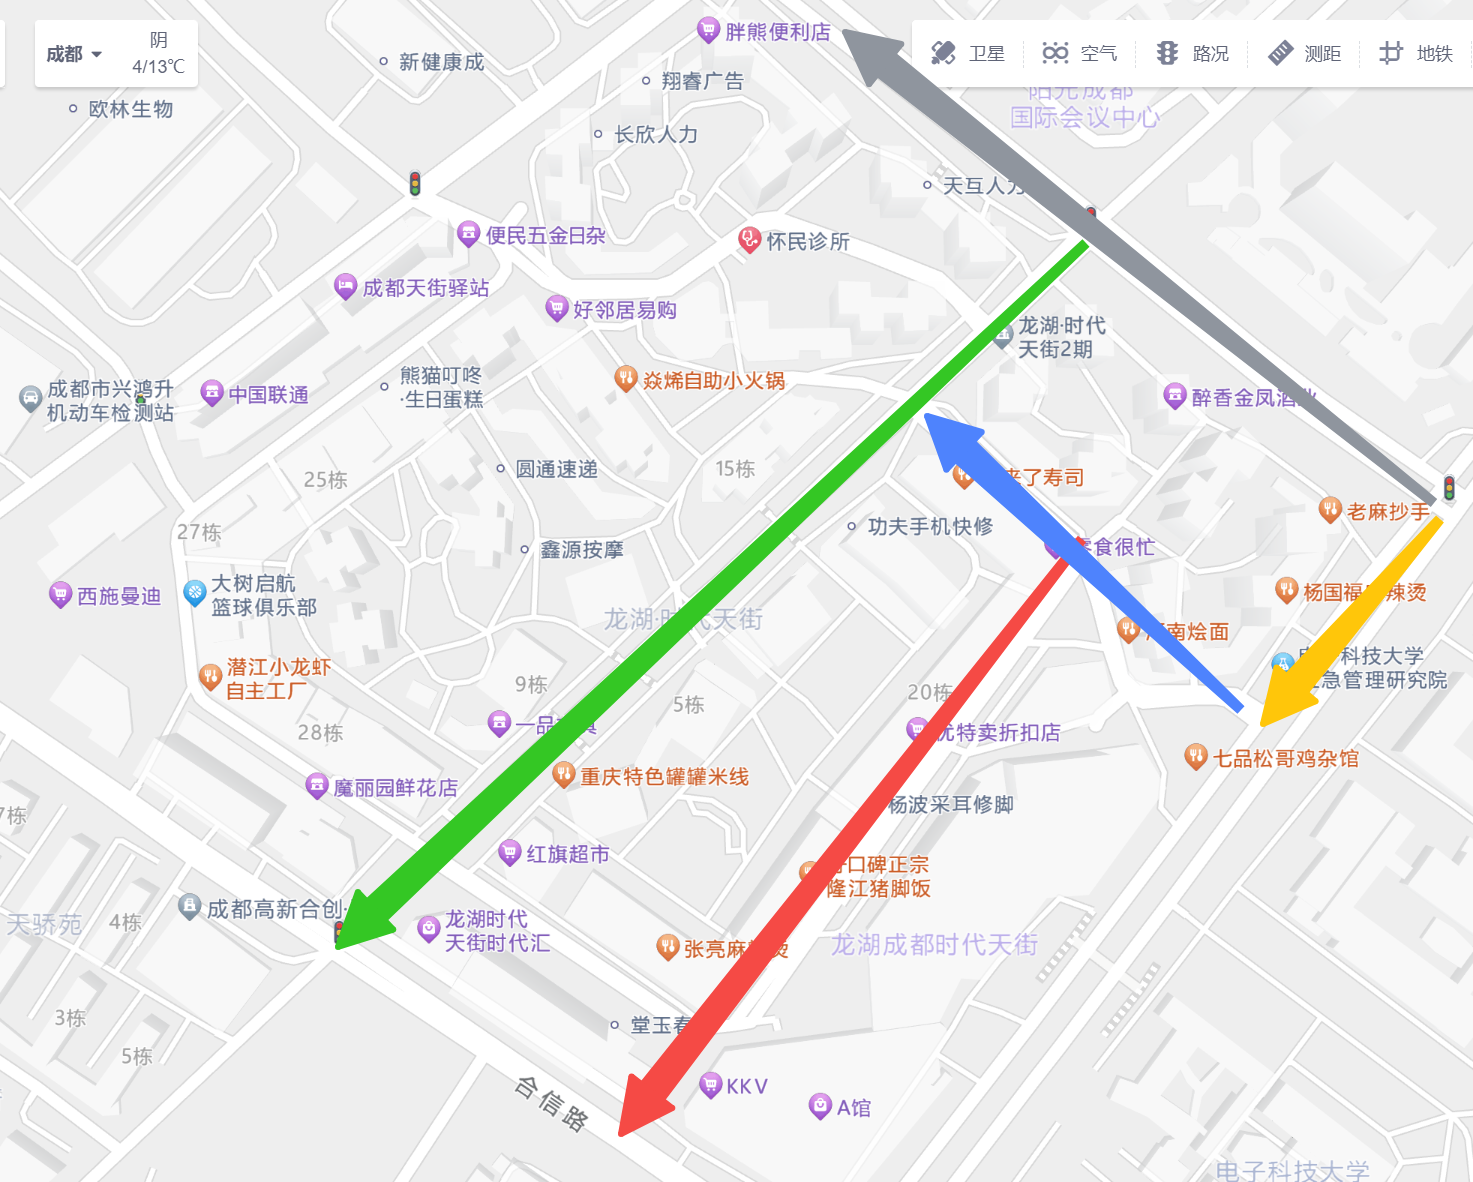 成都
阴
4/13℃
胖熊便利店
卫星
空气
路况
测距
地铁
新健康成
翔睿广告
阳光成都
国际会议中心
欧林生物
长欣人力
天互人力
便民五金日杂
怀民诊所
成都天街驿站
好邻居易购
龙湖·时代
天街2期
成都市兴鸿升
机动车检测站
中国联通
熊猫叮咚
·生日蛋糕
焱烯自助小火锅
醉香金凤酒
25栋
圆通速递
15栋
来了寿司
老麻抄手
27栋
鑫源按摩
功夫手机快修
零食很忙
西施曼迪
大树启航
篮球俱乐部
龙湖·时代天街
杨国福
辣烫
潜江小龙虾
自主工厂
南烩面
科技大学
急管理研究院
9栋
5栋
20栋
28栋
一品
优特卖折扣店
七品松哥鸡杂馆
魔丽园鲜花店
重庆特色罐罐米线
杨波采耳修脚
7栋
红旗超市
口碑正宗
隆江猪脚饭
天骄苑
4栋
成都高新合创
龙湖时代
天街时代汇
张亮麻
烫
龙湖成都时代天街
3栋
堂玉春
5栋
合信路
KKV
A馆
电子科技大学